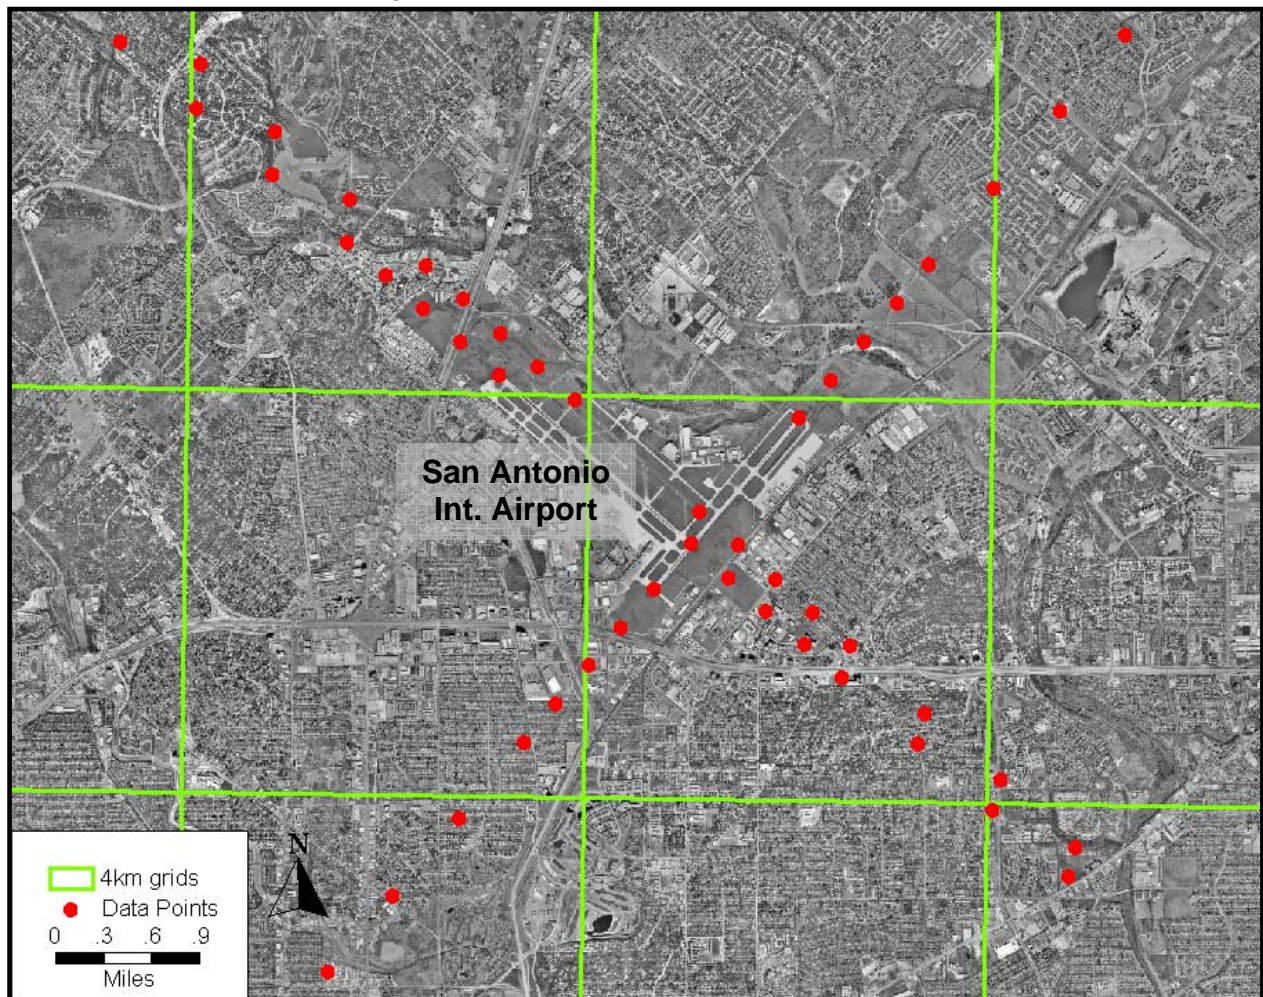 San Antonio
Int. Airport
N
4km grids
Data Points
0 .3 .6 .9
Miles